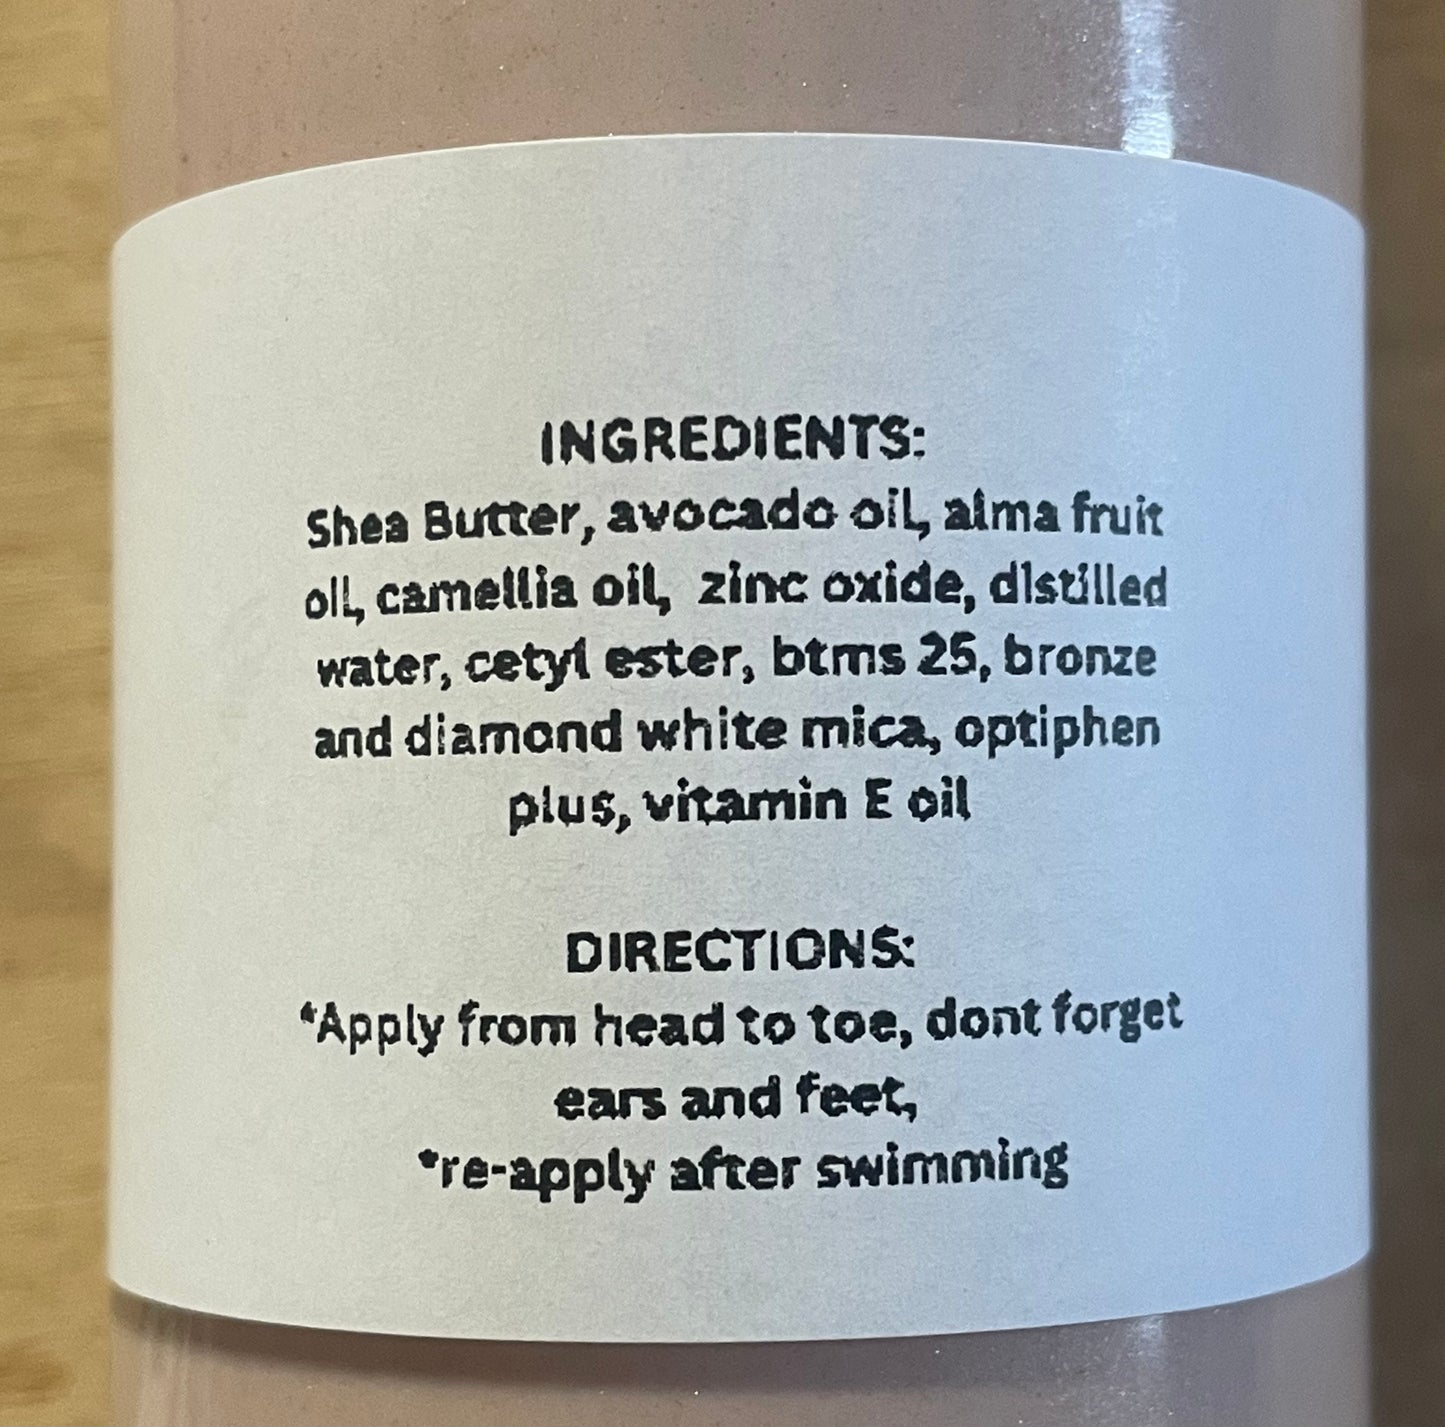 INGREDIENTS:
Shea Butter, avocado oil, alma fruit
oil, camellia oil, zinc oxide, distilled
water, cetyl ester, btms 25, bronze
and diamond white mica, optiphen
plus, vitamin E oil
DIRECTIONS:
*Apply from head to toe, dont forget
ears and feet,
*re-apply after swimming